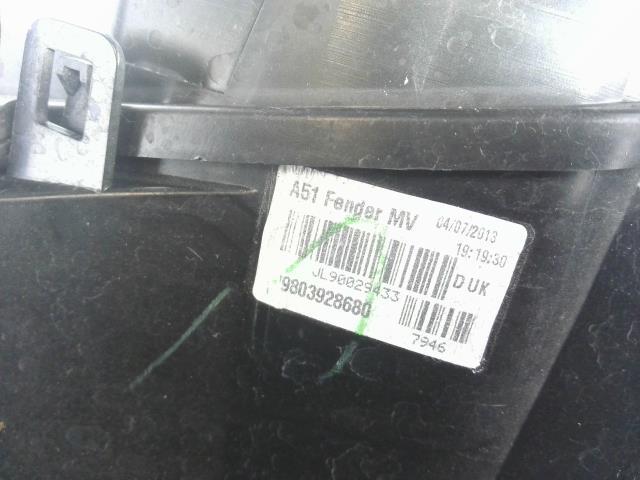 A51 Fender MV 04/07/2013
19:19:30
D UK
JL90029433
9803928680
7946